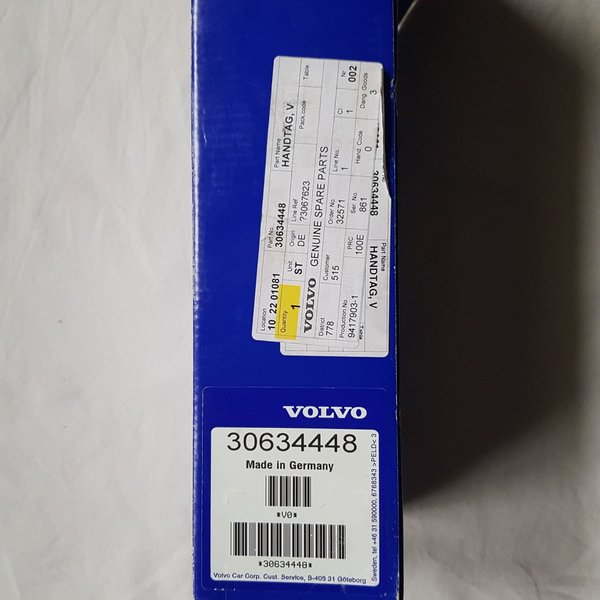 Location
10 22 01081
Part No.
30634448
Part Name
HANDTAG, V
Quantity
1
Unit
ST
Origin
DE
Line Ref
?3067623
Pack.code
Table
VOLVO GENUINE SPARE PARTS
District
778
Customer
515
Order No.
32571
Line No.
1
Cl
1
Nr
002
Production No
9417903-1
PRC
100E
Ser. No.
861
Hand. Code
0
Dang. Goods
3
30634448
Part Name
HANDTAG, V
Table
VOLVO
30634448
Made in Germany
*V0*
*30634448*
Volvo Car Corp. Cust. Service, S-405 31 Göteborg
Sweden, tel +46 31 590000, 6768343 >PELD< 3